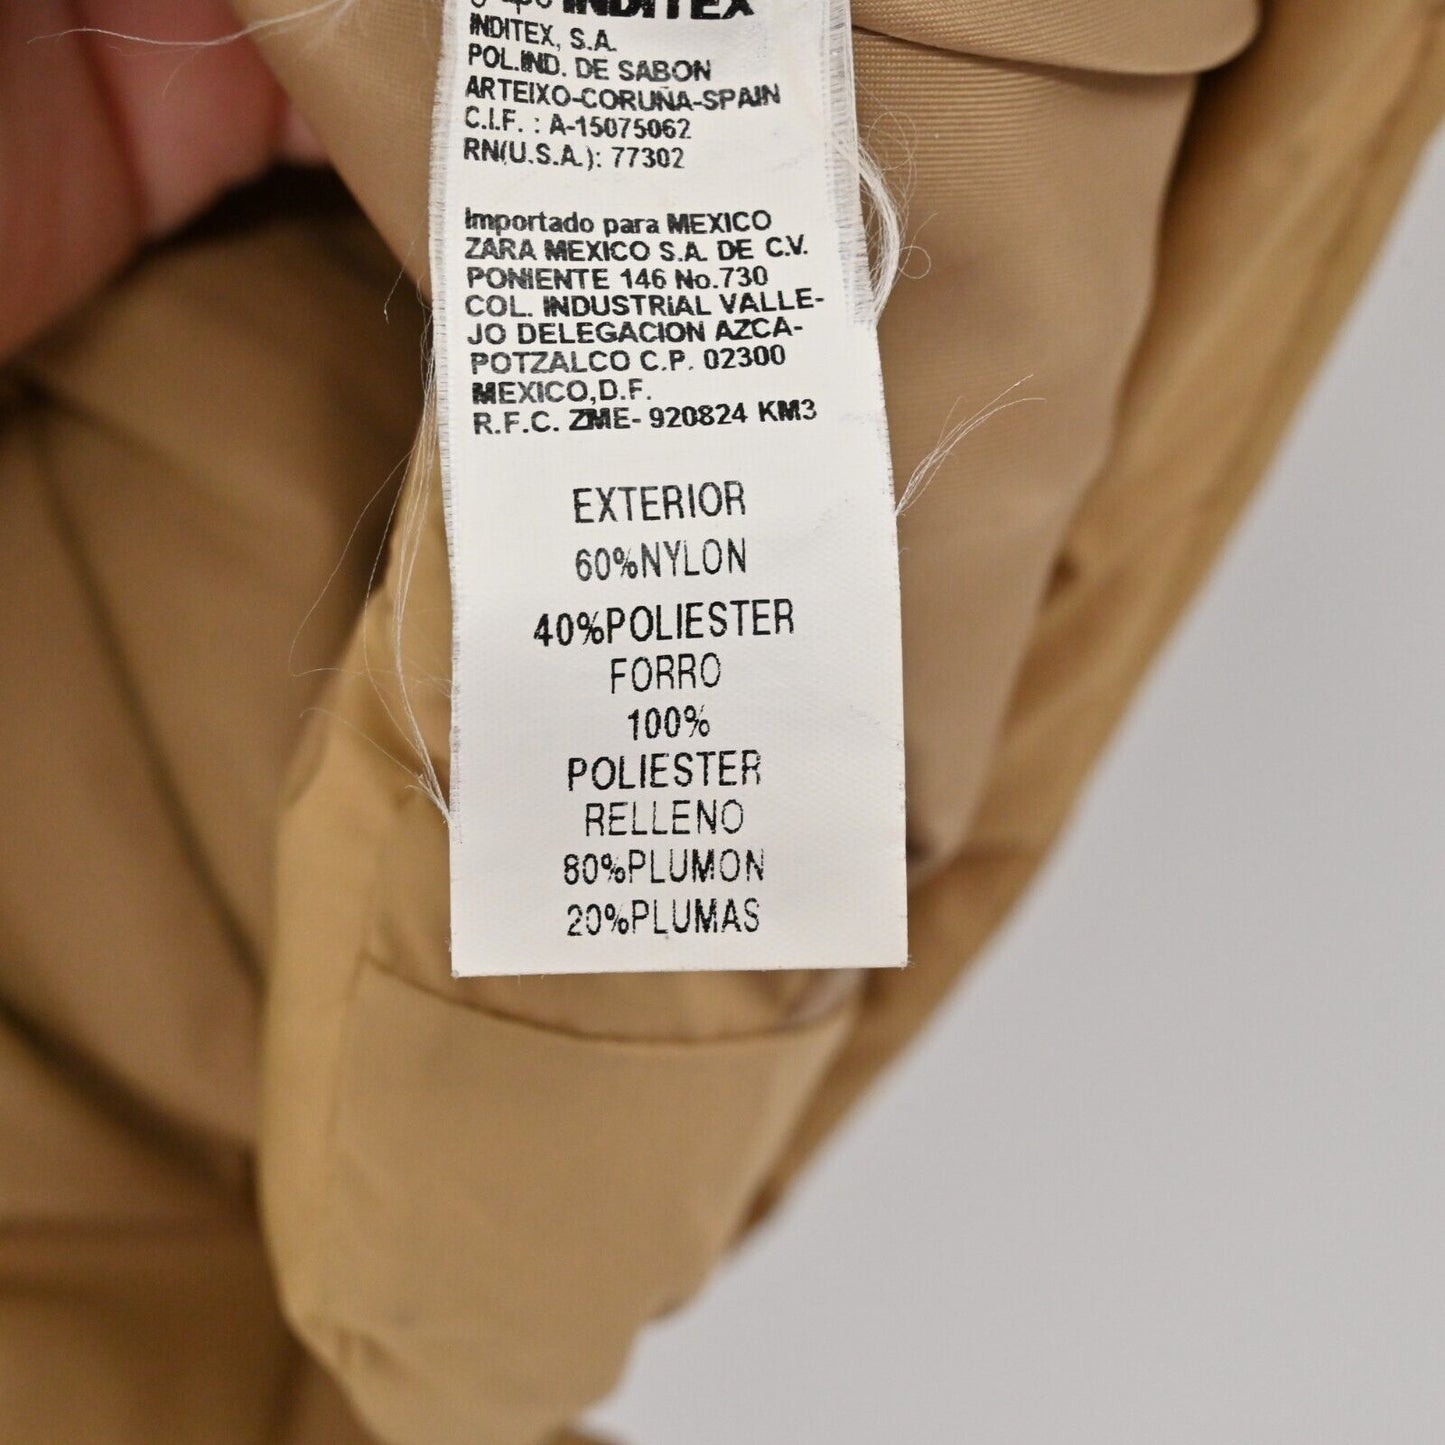 grupo INDITEX
INDITEX, S.A.
POL.IND. DE SABON
ARTEIXO-CORUÑA-SPAIN
C.I.F. : A-15075062
RN(U.S.A.): 77302
Importado para MEXICO
ZARA MEXICO S.A. DE C.V.
PONIENTE 146 No.730
COL. INDUSTRIAL VALLE-
JO DELEGACION AZCA-
POTZALCO C.P. 02300
MEXICO,D.F.
R.F.C. ZME- 920824 KM3
EXTERIOR
60%NYLON
40%POLIESTER
FORRO
100%
POLIESTER
RELLENO
80%PLUMON
20%PLUMAS